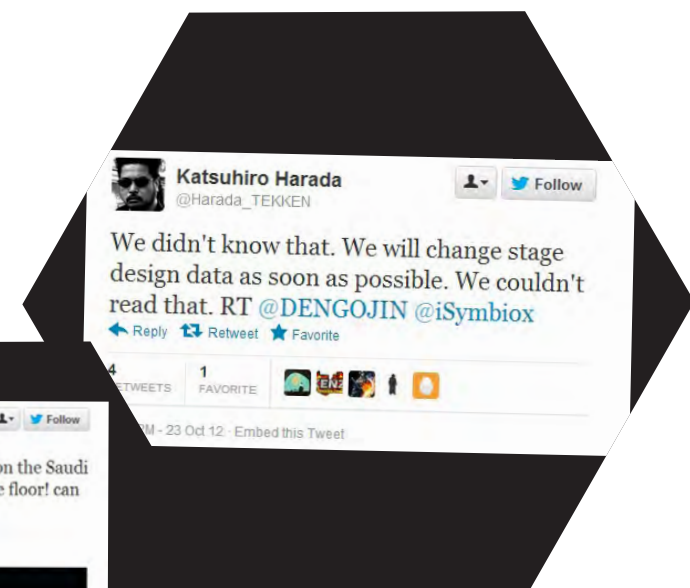 Katsuhiro Harada
@Harada_TEKKEN
Follow
We didn't know that. We will change stage
design data as soon as possible. We couldn't
read that. RT @DENGOJIN @iSymbiox
Reply Retweet Favorite
4 1
ETWEETS FAVORITE
M - 23 Oct 12 · Embed this Tweet
Follow
on the Saudi
floor! can